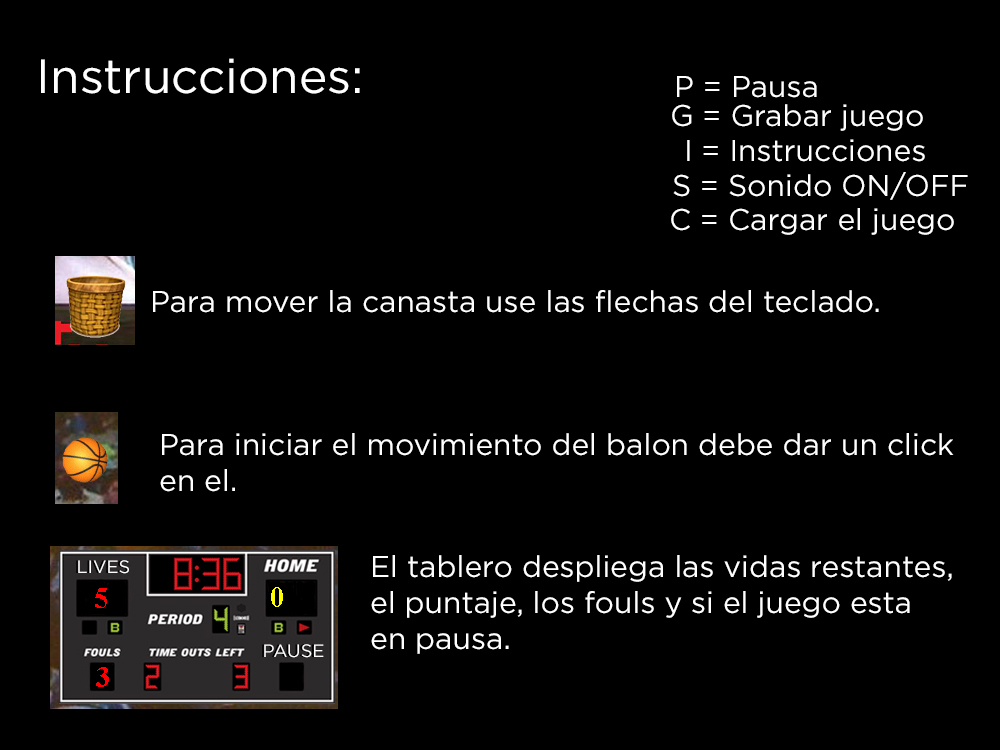 Instrucciones:
P = Pausa
G = Grabar juego
I = Instrucciones
S = Sonido ON/OFF
C = Cargar el juego
Para mover la canasta use las flechas del teclado.
Para iniciar el movimiento del balon debe dar un click
en el.
El tablero despliega las vidas restantes,
el puntaje, los fouls y si el juego esta
en pausa.
LIVES 8:36 HOME
5 0
PERIOD 4
B B
FOULS TIME OUTS LEFT PAUSE
3 2 3